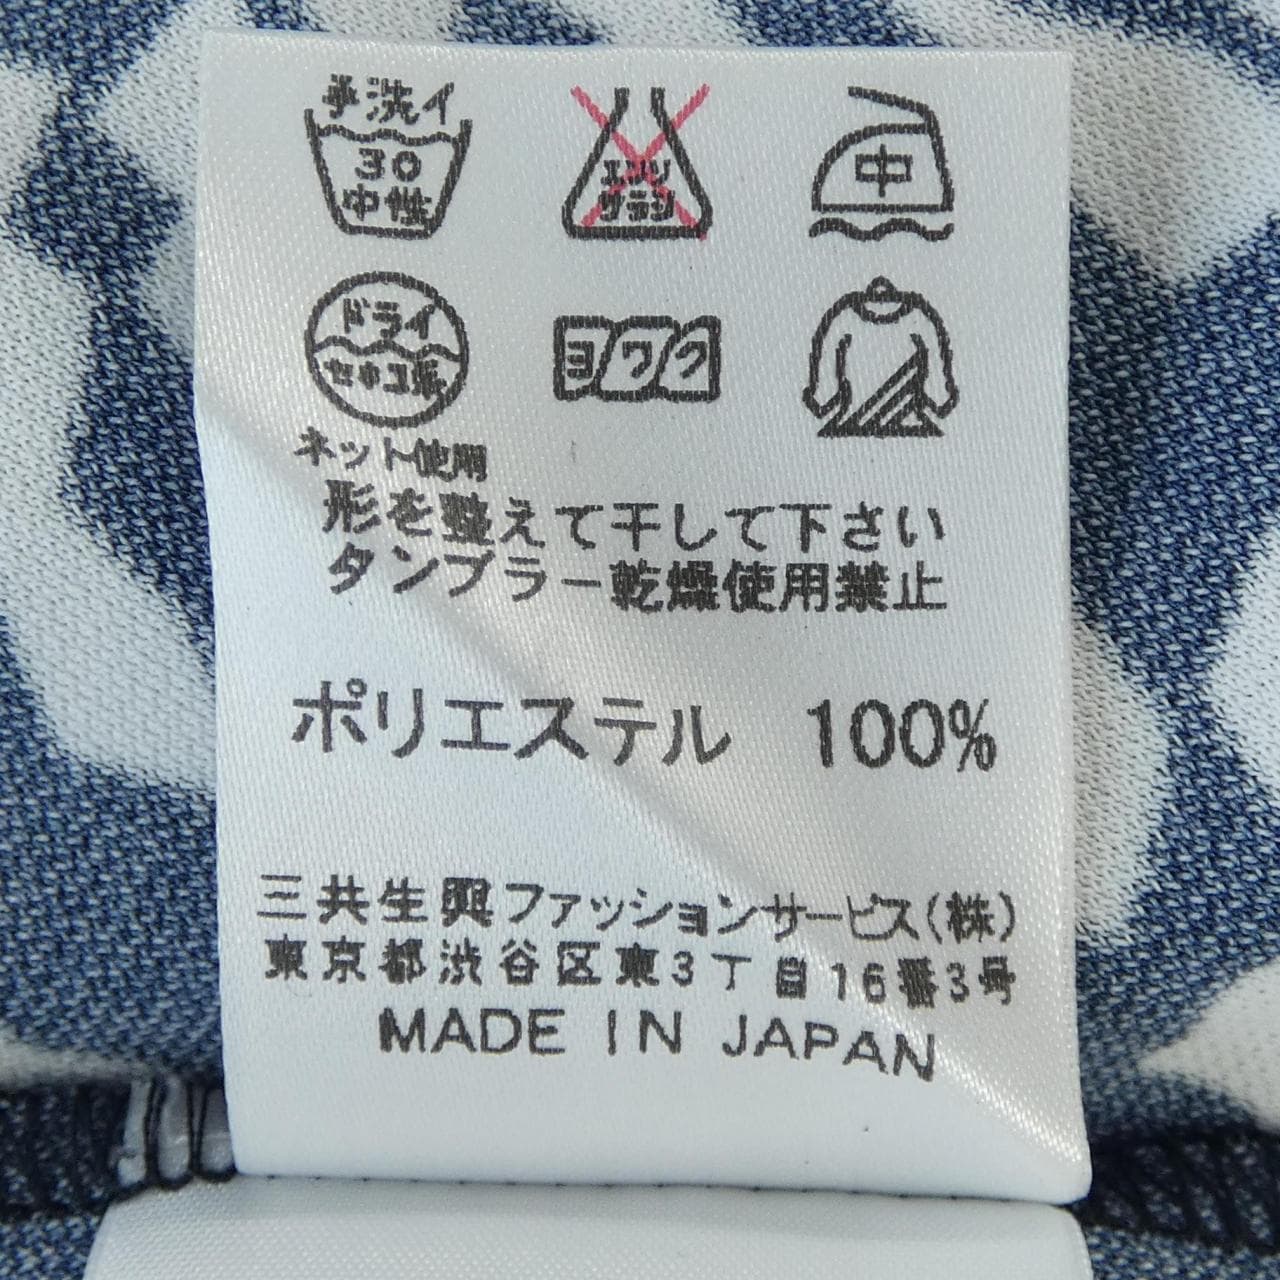 手洗イ
30
中性
エンソ
サラシ
中
ドライ
セキユ系
ヨワク
ネット使用
形を整えて干して下さい
タンブラー乾燥使用禁止
ポリエステル 100%
三共生興ファッションサービス(株)
東京都渋谷区東3丁目16番3号
MADE IN JAPAN